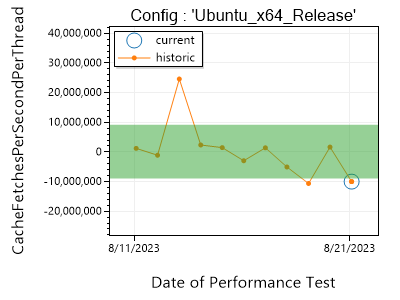 Config : 'Ubuntu_x64_Release'
CacheFetchesPerSecondPerThread
40,000,000
30,000,000
20,000,000
10,000,000
0
-10,000,000
-20,000,000
current
historic
8/11/2023
8/21/2023
Date of Performance Test